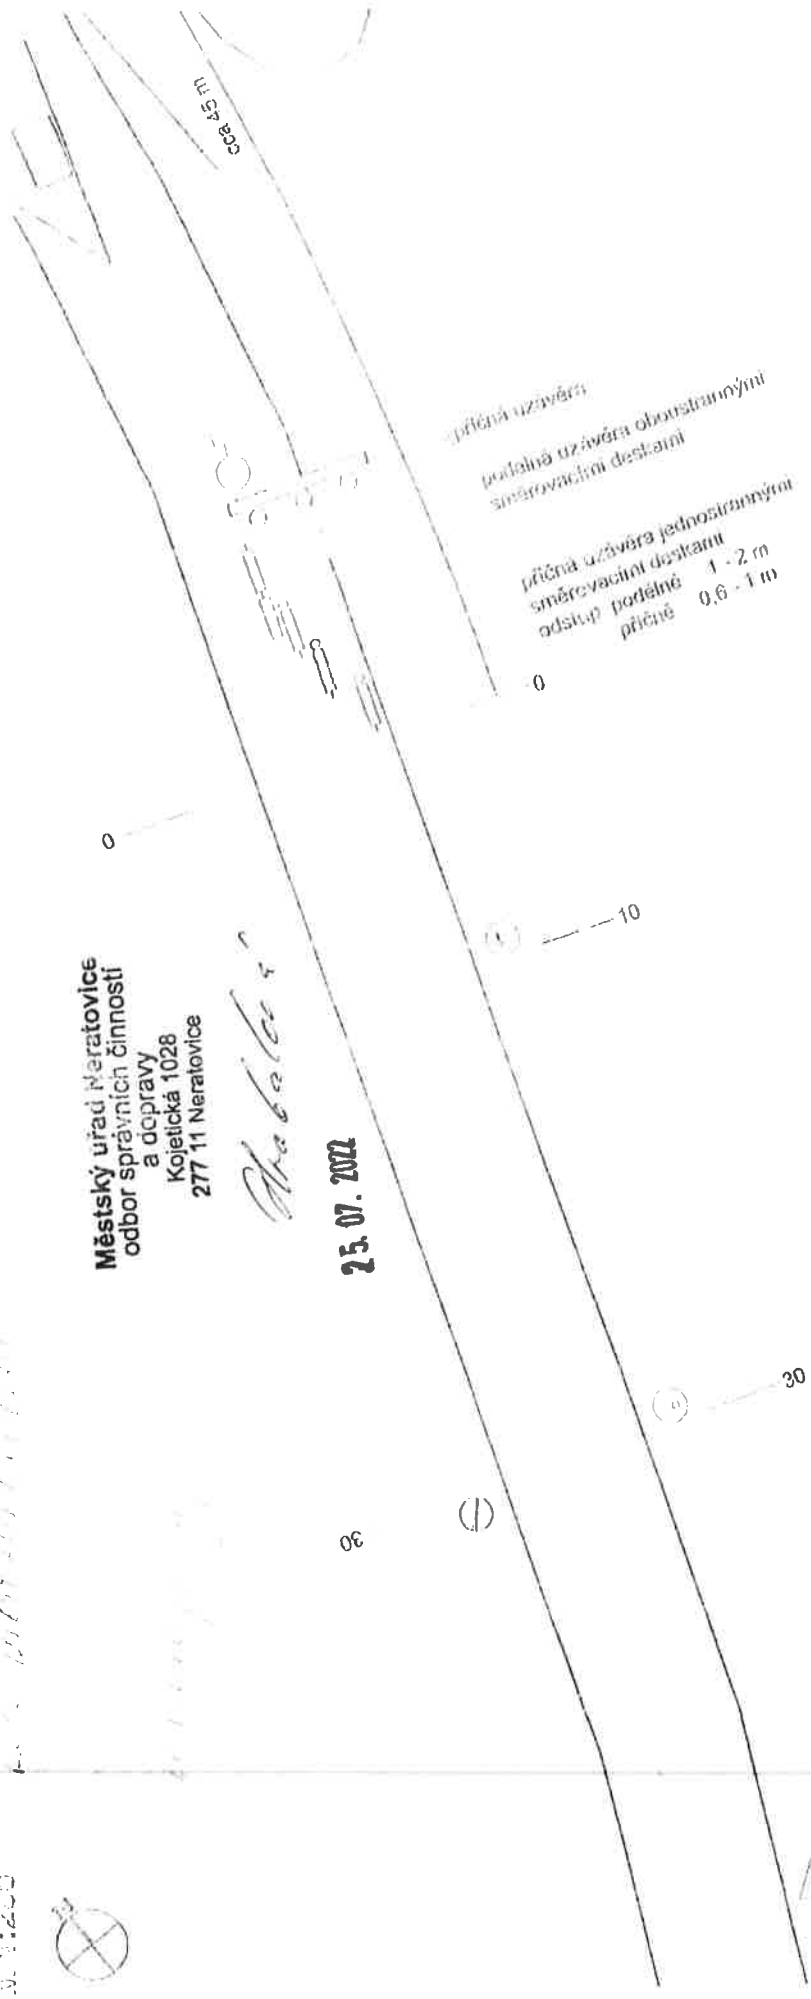 cca 45 m
příčná uzávěra
podélná uzávěra oboustrannými
směrovacími deskami
příčná uzávěra jednostrannými
směrovacími deskami
odstup podélné 1 - 2 m
příčné 0,6 - 1 m
0
0
10
Městský úřad Neratovice
odbor správních činností
a dopravy
Kojetická 1028
277 11 Neratovice
25. 07. 2022
30
30